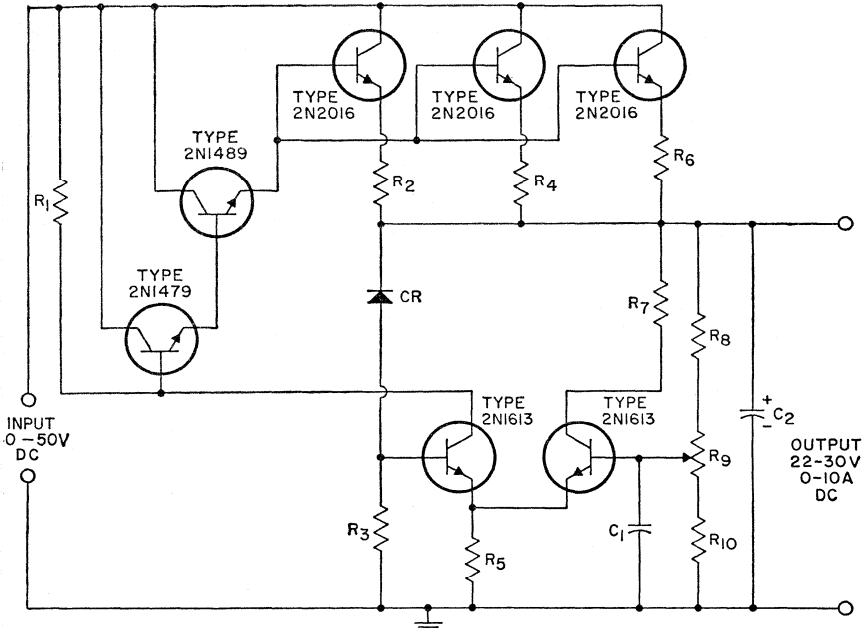 TYPE
2N2016
TYPE
2N2016
TYPE
2N2016
TYPE
2N1489
R1
R2
R4
R6
TYPE
2N1479
CR
R7
R8
INPUT
0-50V
DC
TYPE
2N1613
TYPE
2N1613
+
C2
-
R9
OUTPUT
22-30V
0-10A
DC
R3
R5
C1
R10